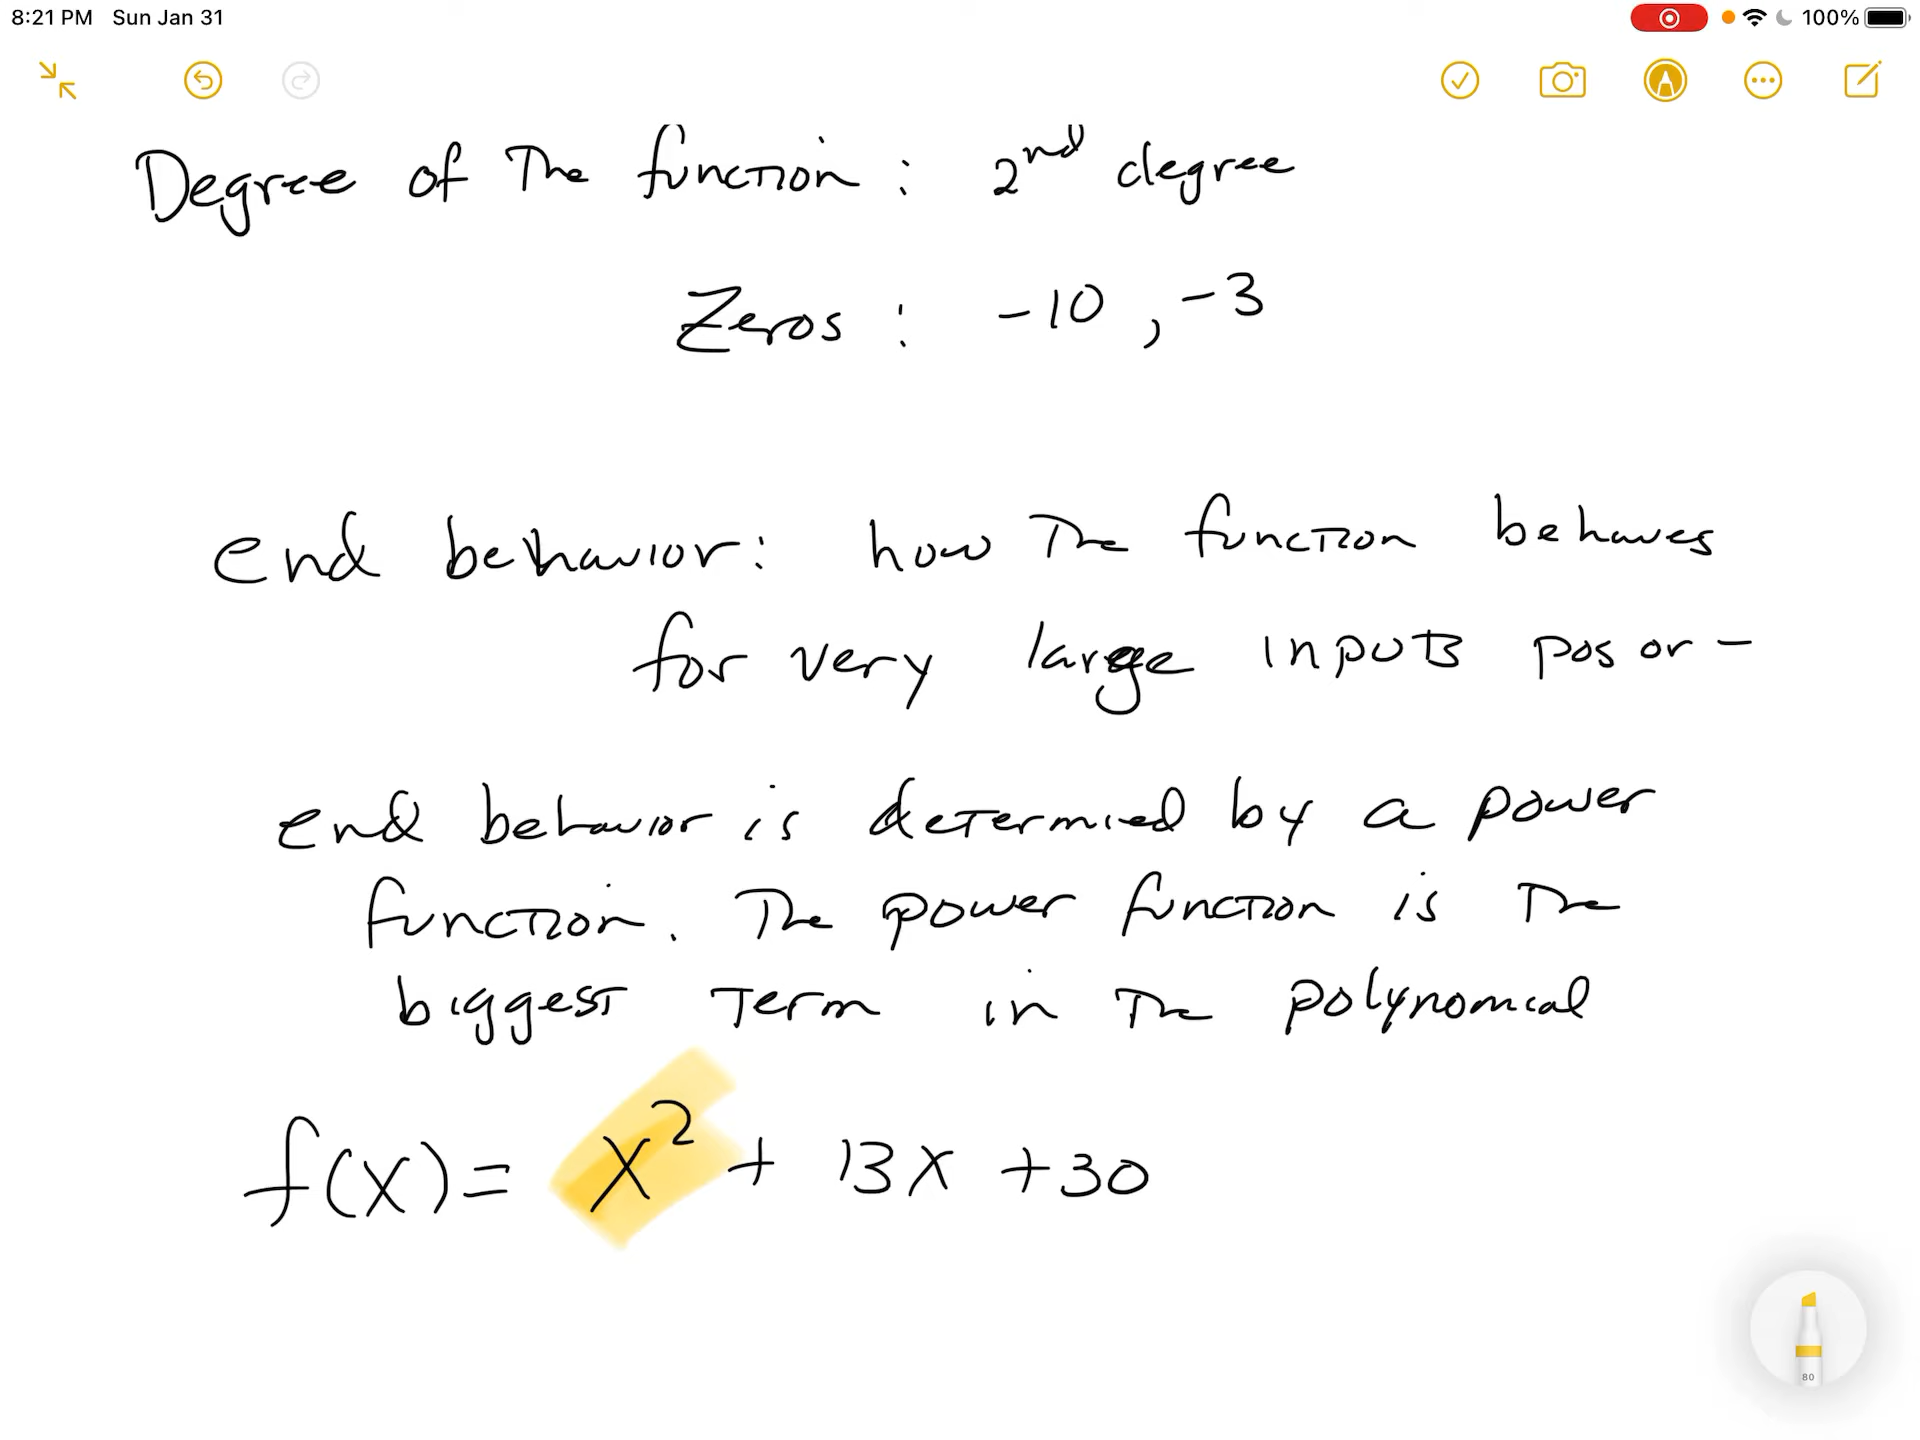 8:21 PM Sun Jan 31 100%
Degree of The function : 2nd degree
Zeros : -10 , -3
end behavior: how The function behaves
for very large inputs pos or -
end behavior is determied by a power
function. The power function is The
biggest Term in The polynomial
f(x) = x² + 13x + 30
80